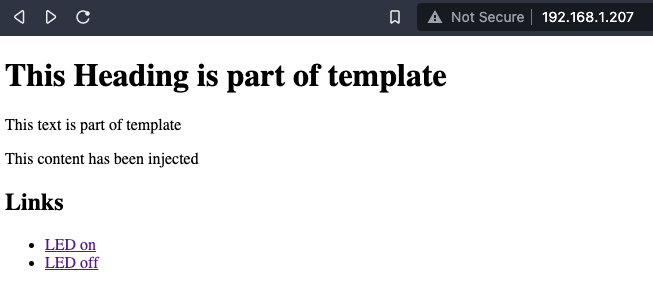 Not Secure 192.168.1.207
This Heading is part of template
This text is part of template
This content has been injected
Links
LED on
LED off